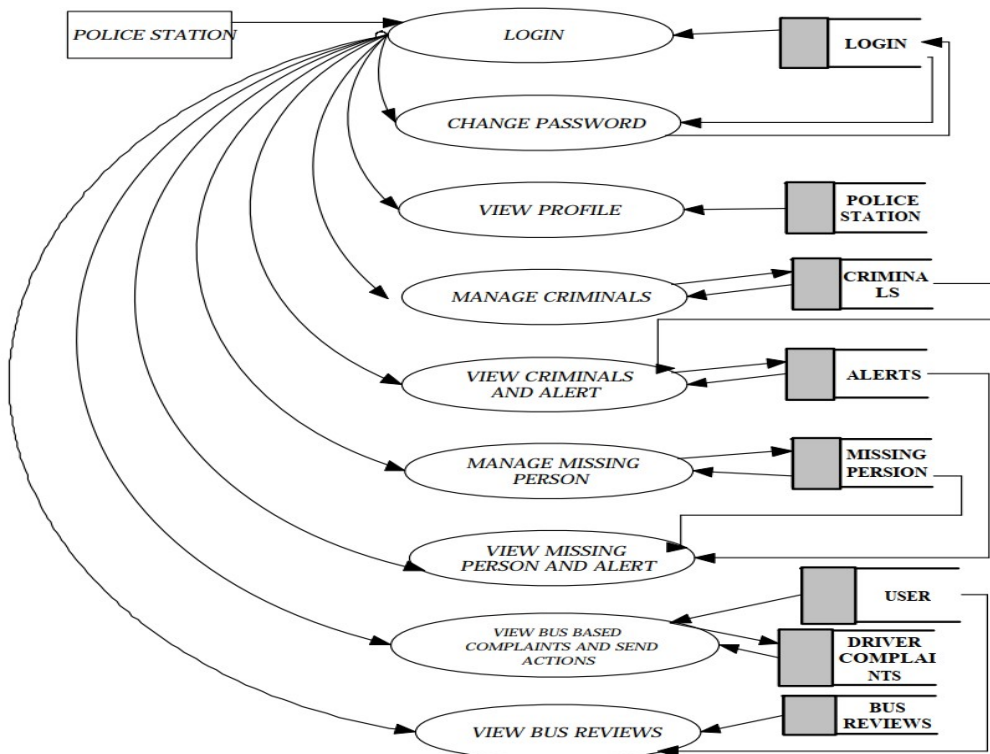 POLICE STATION
LOGIN
LOGIN
CHANGE PASSWORD
VIEW PROFILE
POLICE
STATION
MANAGE CRIMINALS
CRIMINA
LS
VIEW CRIMINALS
AND ALERT
ALERTS
MANAGE MISSING
PERSON
MISSING
PERSION
VIEW MISSING
PERSON AND ALERT
USER
VIEW BUS BASED
COMPLAINTS AND SEND
ACTIONS
DRIVER
COMPLAI
NTS
VIEW BUS REVIEWS
BUS
REVIEWS